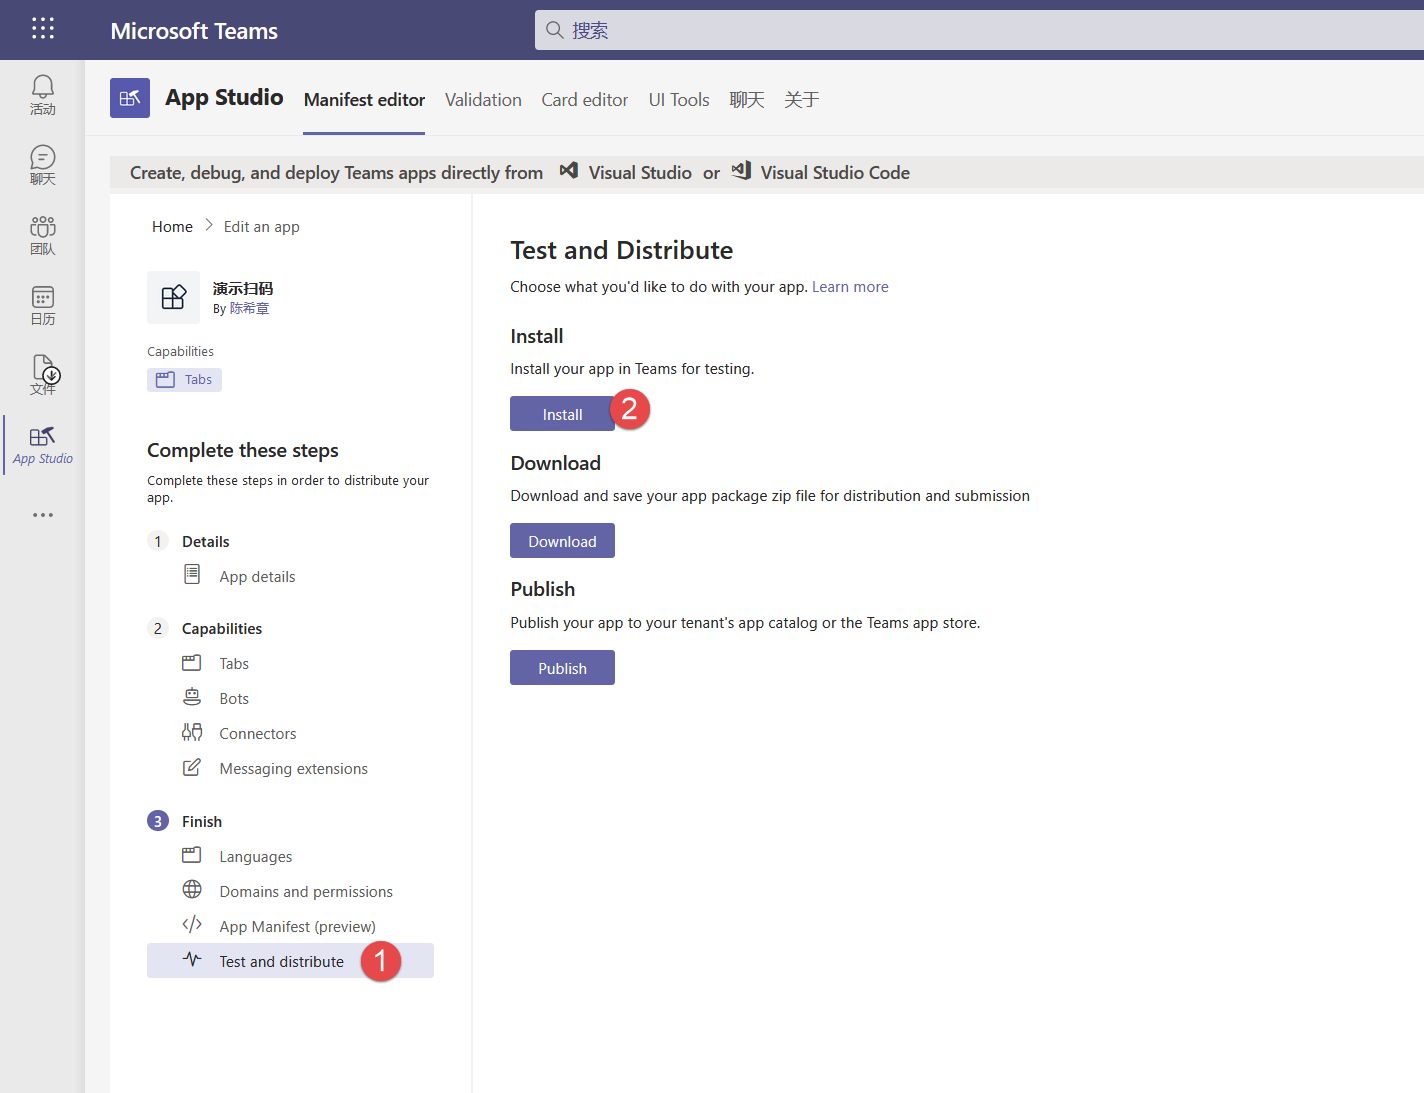 Microsoft Teams
搜索
活动
聊天
团队
日历
文件
App Studio
App Studio
Manifest editor
Validation
Card editor
UI Tools
聊天
关于
Create, debug, and deploy Teams apps directly from Visual Studio or Visual Studio Code
Home
Edit an app
演示扫码
By 陈希章
Capabilities
Tabs
Complete these steps
Complete these steps in order to distribute your
app.
1 Details
App details
2 Capabilities
Tabs
Bots
Connectors
Messaging extensions
3 Finish
Languages
Domains and permissions
App Manifest (preview)
Test and distribute 1
Test and Distribute
Choose what you'd like to do with your app. Learn more
Install
Install your app in Teams for testing.
Install 2
Download
Download and save your app package zip file for distribution and submission
Download
Publish
Publish your app to your tenant's app catalog or the Teams app store.
Publish